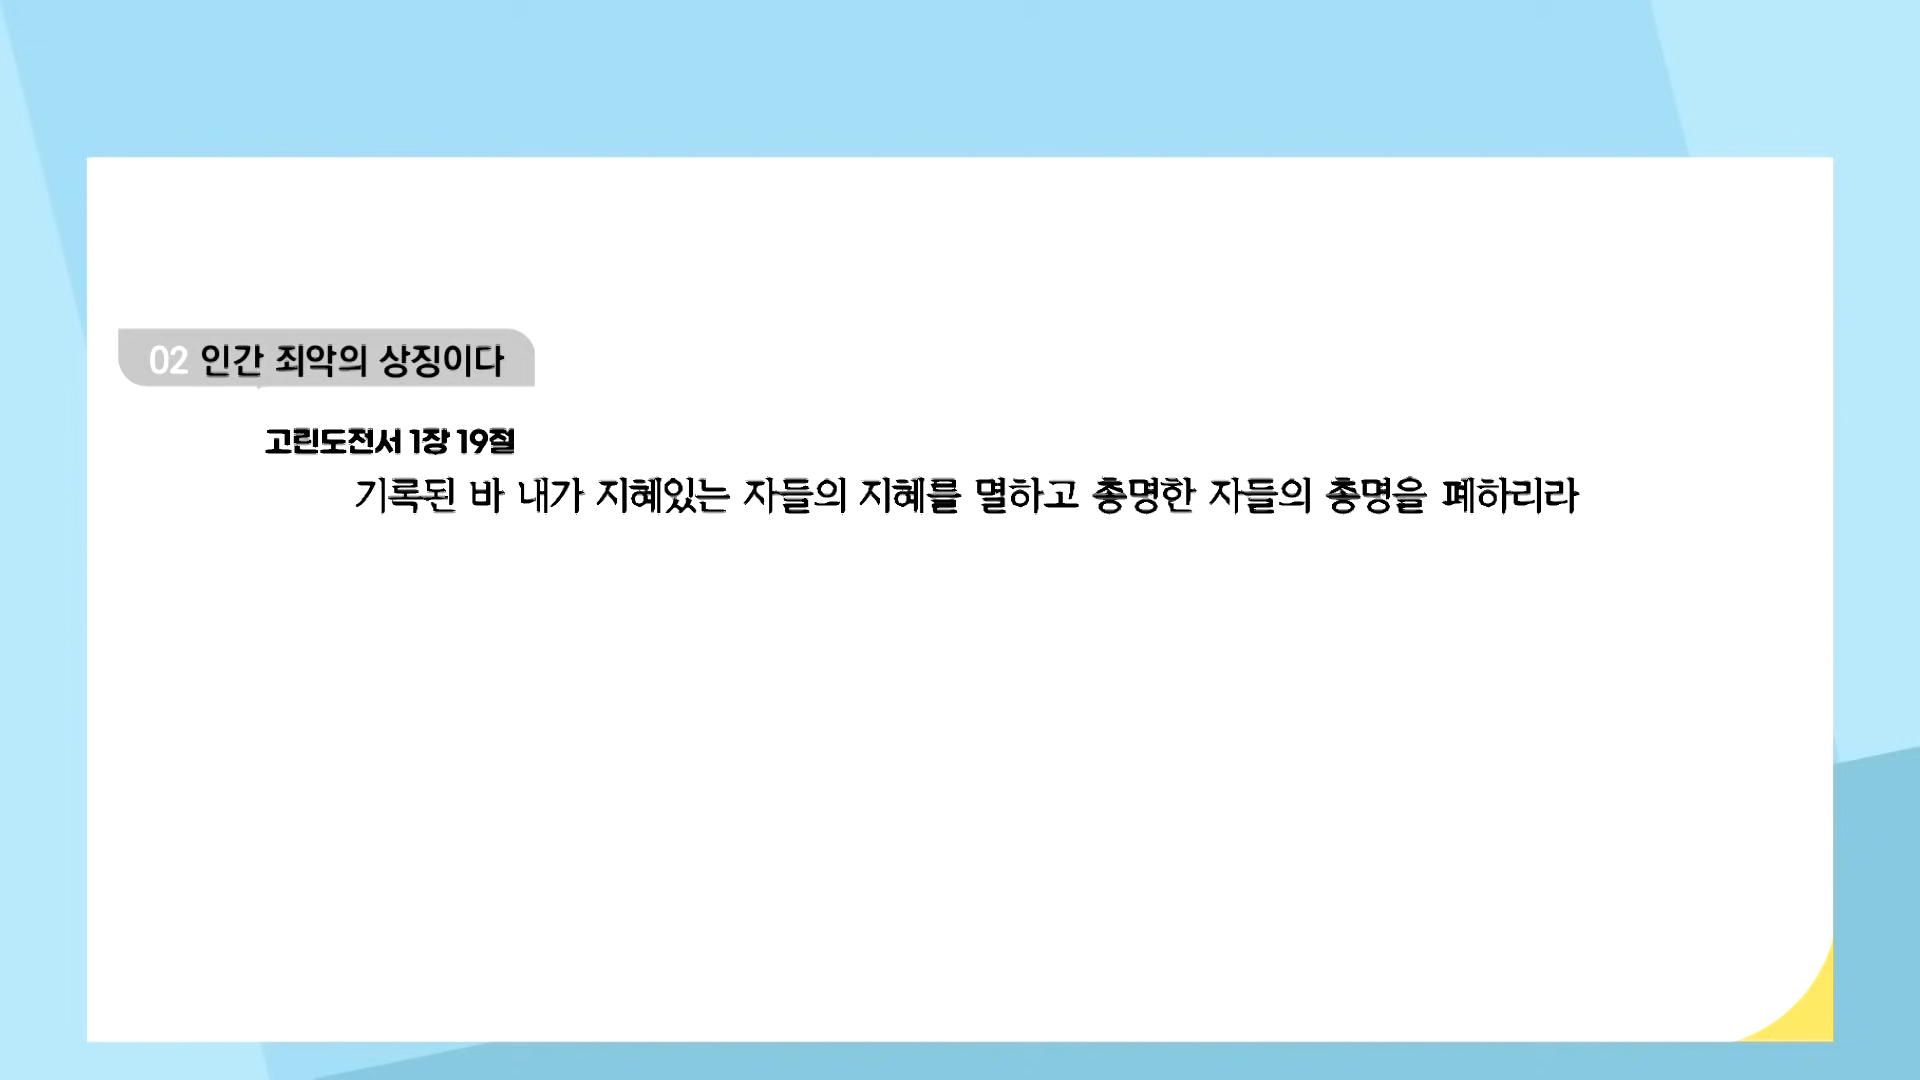 02 인간 죄악의 상징이다
고린도전서 1장 19절
기록된 바 내가 지혜있는 자들의 지혜를 멸하고 총명한 자들의 총명을 폐하리라